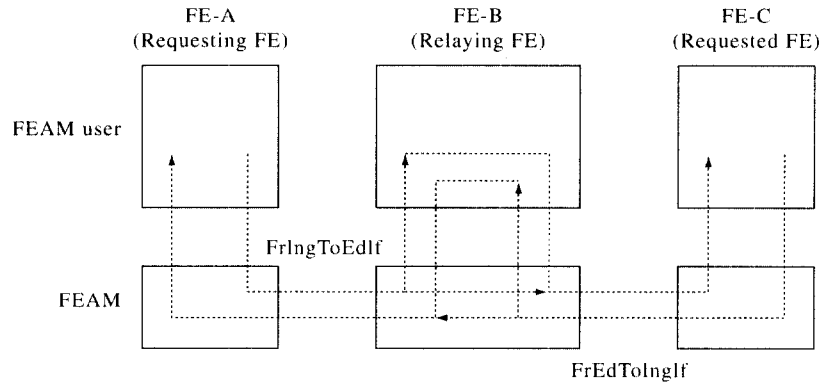 FE-A
(Requesting FE)
FE-B
(Relaying FE)
FE-C
(Requested FE)
FEAM user
FrIngToEdIf
FEAM
FrEdToIngIf